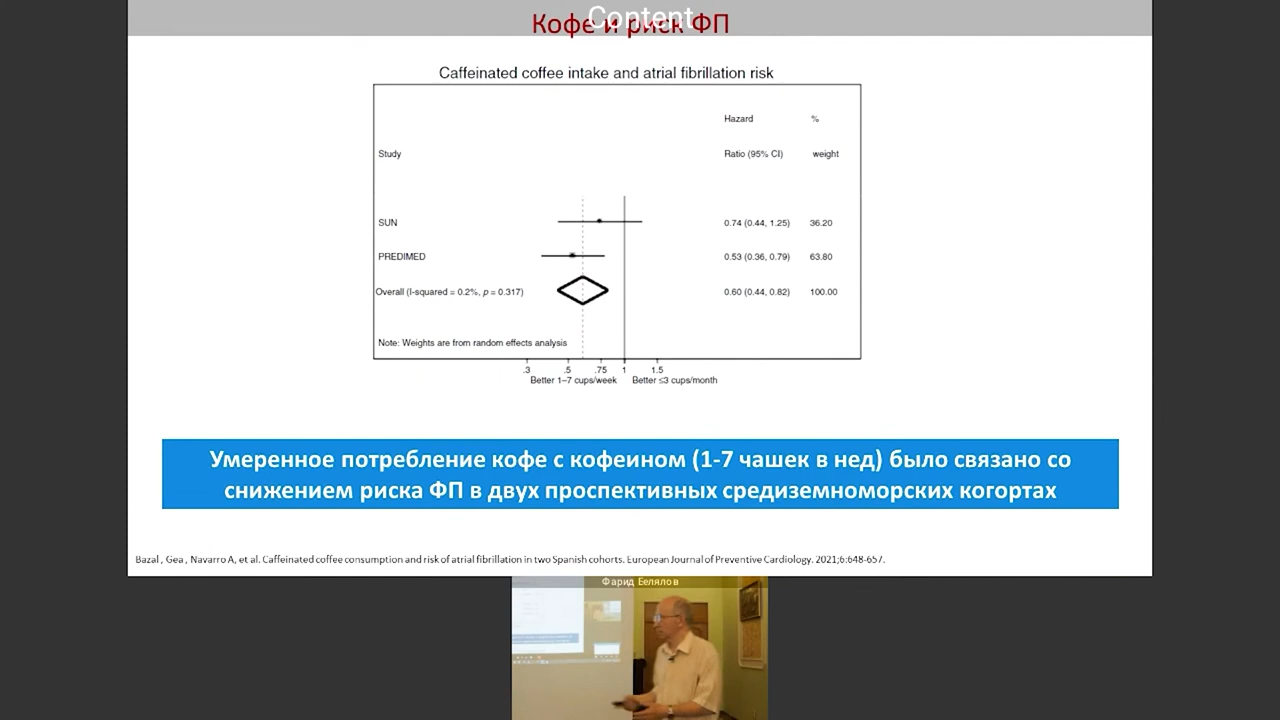 Content
Кофе и риск ФП
Caffeinated coffee intake and atrial fibrillation risk
Hazard %
Study Ratio (95% CI) weight
SUN 0.74 (0.44, 1.25) 36.20
PREDIMED 0.53 (0.36, 0.79) 63.80
Overall (I-squared = 0.2%, p = 0.317) 0.60 (0.44, 0.82) 100.00
Note: Weights are from random effects analysis
.3 .5 .75 1 1.5
Better 1–7 cups/week Better ≤3 cups/month
Умеренное потребление кофе с кофеином (1-7 чашек в нед) было связано со
снижением риска ФП в двух проспективных средиземноморских когортах
Bazal , Gea , Navarro A, et al. Caffeinated coffee consumption and risk of atrial fibrillation in two Spanish cohorts. European Journal of Preventive Cardiology. 2021;6:648-657.
Фарид Белялов